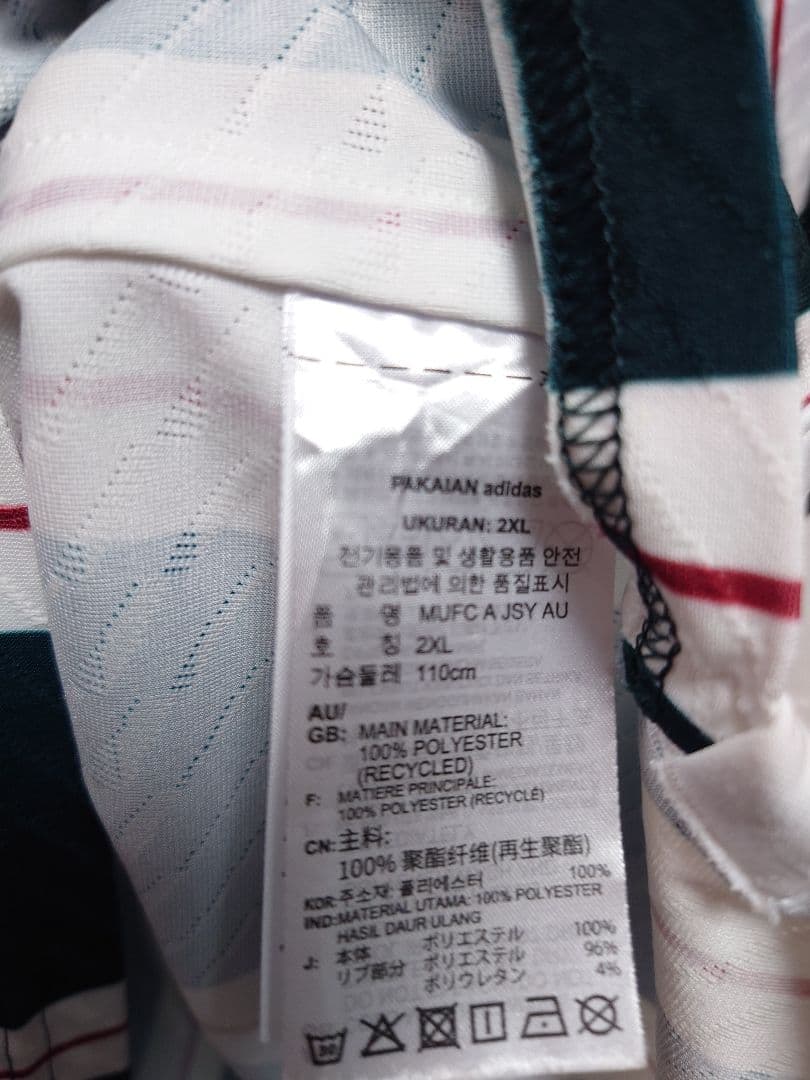 PAKAIAN adidas
UKURAN: 2XL
전기용품 및 생활용품 안전
관리법에 의한 품질표시
품 명 MUFC A JSY AU
호 칭 2XL
가슴둘레 110cm
AU/
GB: MAIN MATERIAL:
100% POLYESTER
(RECYCLED)
F: MATIERE PRINCIPALE:
100% POLYESTER (RECYCLÉ)
CN: 主料:
100% 聚酯纤维(再生聚酯)
KOR: 주소재: 폴리에스터 100%
IND: MATERIAL UTAMA: 100% POLYESTER
HASIL DAUR ULANG
J: 本体 ポリエステル 100%
リブ部分 ポリエステル 96%
ポリウレタン 4%
30